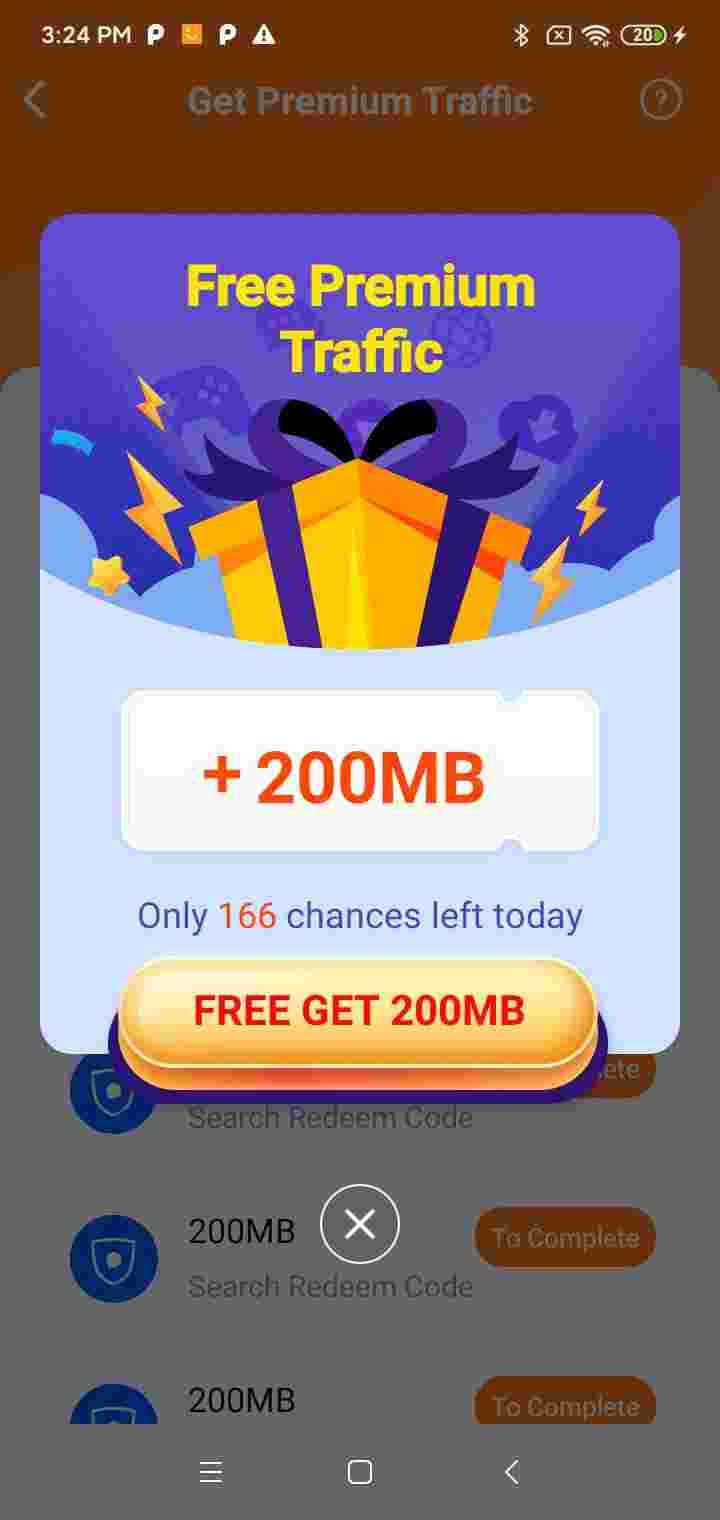 3:24 PM
20
Get Premium Traffic
?
Free Premium
Traffic
+ 200MB
Only 166 chances left today
FREE GET 200MB
ete
Search Redeem Code
200MB
To Complete
Search Redeem Code
200MB
To Complete